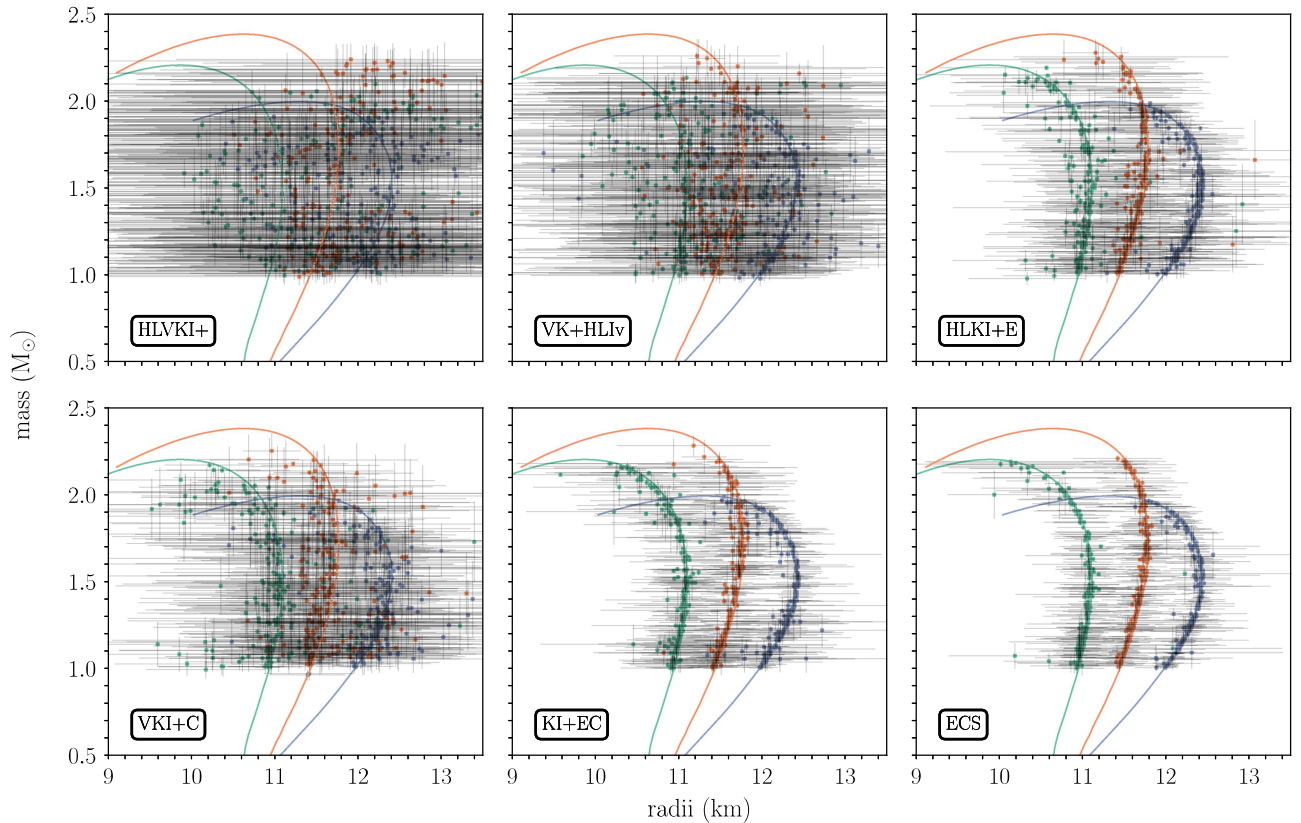 2.5
2.0
1.5
1.0
0.5
HLVKI+
VK+HLIv
HLKI+E
mass (M☉)
2.5
2.0
1.5
1.0
0.5
VKI+C
KI+EC
ECS
9 10 11 12 13 9 10 11 12 13 9 10 11 12 13
radii (km)